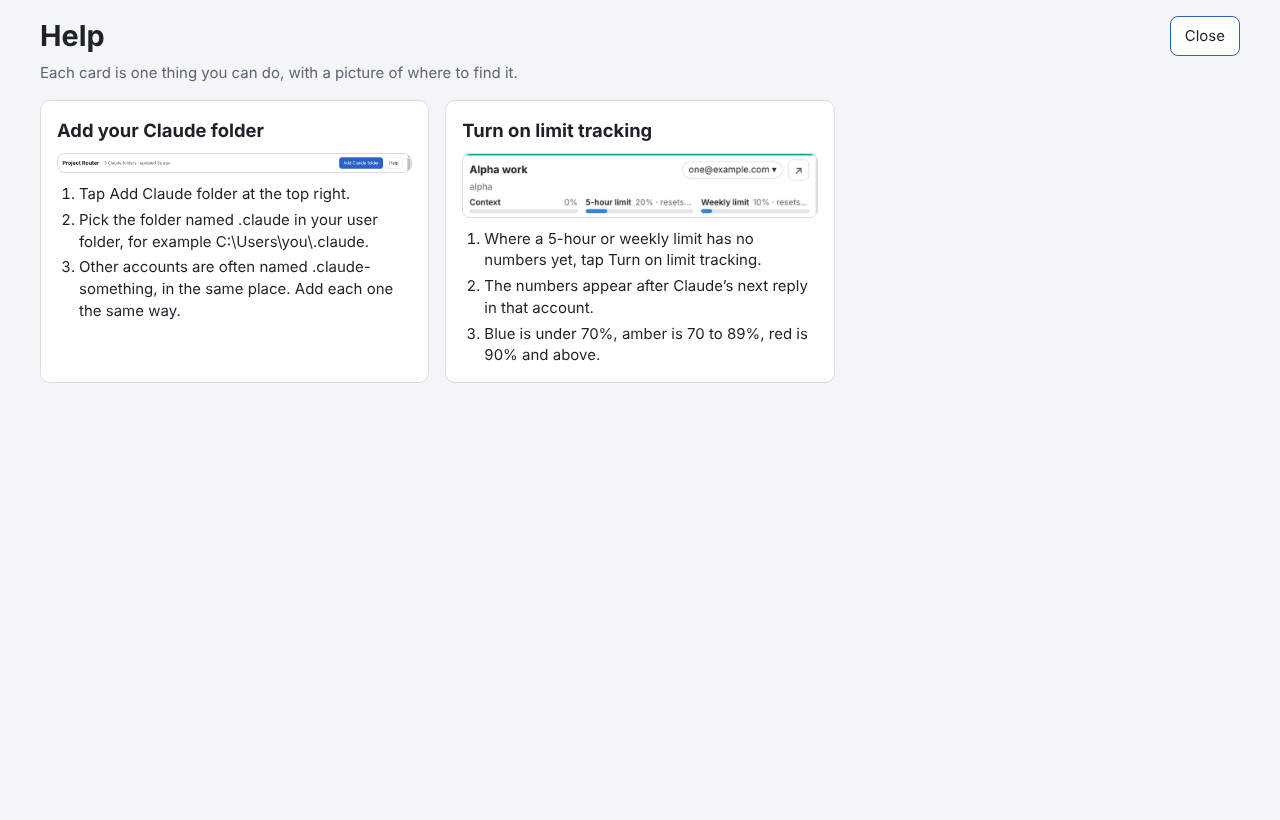 Help
Close
Each card is one thing you can do, with a picture of where to find it.
Add your Claude folder
Project Router 3 Claude folders · updated 3s ago Add Claude folder Help
1. Tap Add Claude folder at the top right.
2. Pick the folder named .claude in your user
folder, for example C:\Users\you\.claude.
3. Other accounts are often named .claude-
something, in the same place. Add each one
the same way.
Turn on limit tracking
Alpha work one@example.com ▾
alpha
Context 0% 5-hour limit 20% · resets... Weekly limit 10% · resets...
1. Where a 5-hour or weekly limit has no
numbers yet, tap Turn on limit tracking.
2. The numbers appear after Claude’s next reply
in that account.
3. Blue is under 70%, amber is 70 to 89%, red is
90% and above.